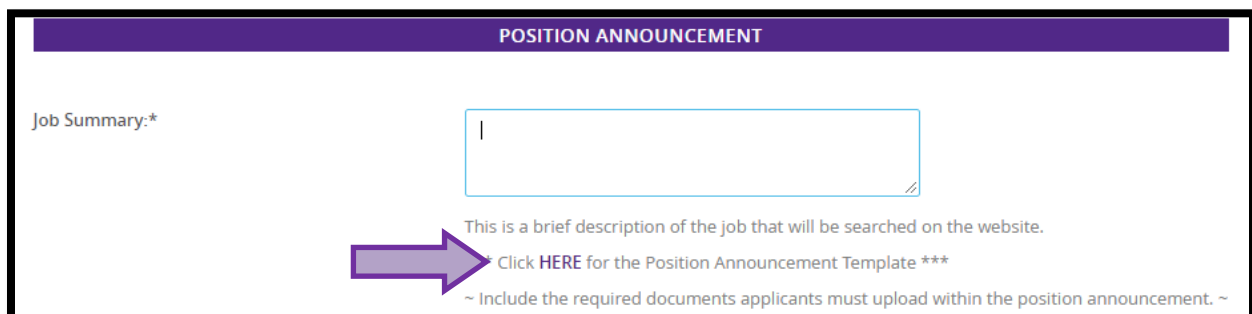 POSITION ANNOUNCEMENT
Job Summary:*
This is a brief description of the job that will be searched on the website.
* Click HERE for the Position Announcement Template ***
~ Include the required documents applicants must upload within the position announcement. ~